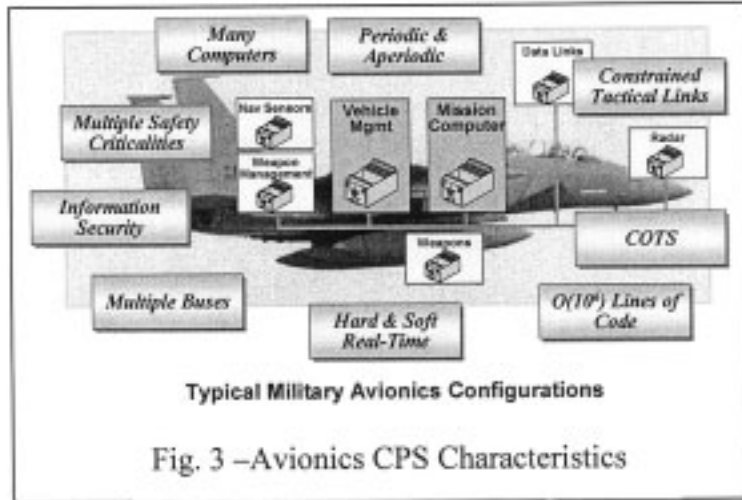 Many
Computers
Periodic &
Aperiodic
Data Links
Constrained
Tactical Links
Nav Sensors
Vehicle
Mgmt
Mission
Computer
Multiple Safety
Criticalities
Radar
Weapon
Management
Information
Security
COTS
Weapons
Multiple Buses
Hard & Soft
Real-Time
O(10⁶) Lines of
Code
Typical Military Avionics Configurations
Fig. 3 –Avionics CPS Characteristics